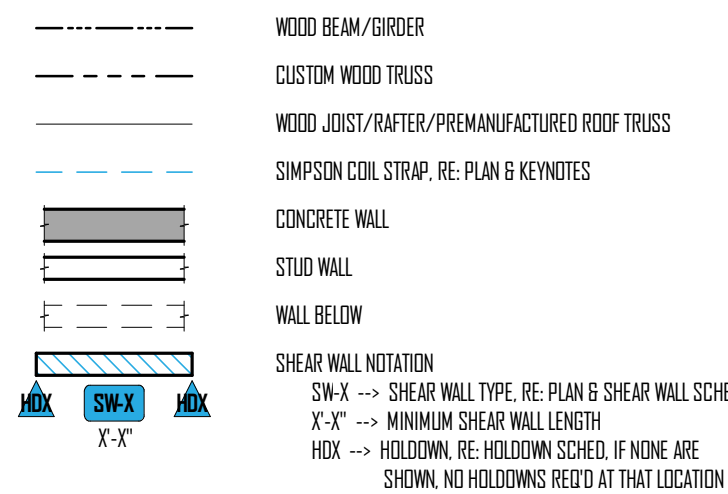 WOOD BEAM/GIRDER
CUSTOM WOOD TRUSS
WOOD JOIST/RAFTER/PREMANUFACTURED ROOF TRUSS
SIMPSON COIL STRAP, RE: PLAN & KEYNOTES
CONCRETE WALL
STUD WALL
WALL BELOW
SHEAR WALL NOTATION
SW-X --> SHEAR WALL TYPE, RE: PLAN & SHEAR WALL
X'-X" --> MINIMUM SHEAR WALL LENGTH
HDX --> HOLDOWN, RE: HOLDOWN SCHED, IF NONE ARE
SHOWN, NO HOLDOWNS REQ'D AT THAT LOCATION
HDX SW-X HDX
X'-X"